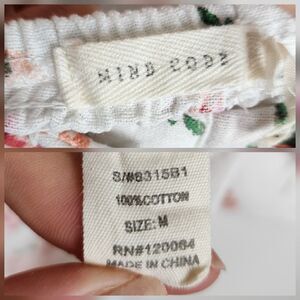 MIND CODE
S/#8315B1
100%COTTON
SIZE: M
RN#120064
MADE IN CHINA